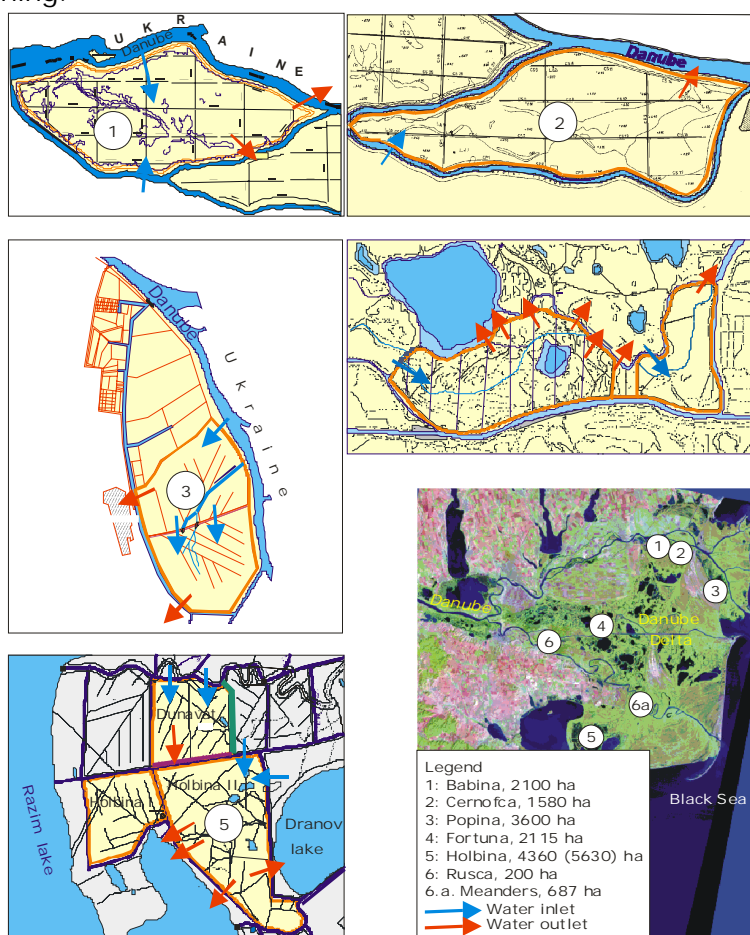 ning.
U K R A I N E
Danube
1
Danube
2
Danube
Ukraine
3
Dunavat
Holbina I
Holbina II
5
Razim lake
Dranov
lake
1
2
3
4
6
6a
5
Danube
Danube
Delta
Black Sea
Legend
1: Babina, 2100 ha
2: Cernofca, 1580 ha
3: Popina, 3600 ha
4: Fortuna, 2115 ha
5: Holbina, 4360 (5630) ha
6: Rusca, 200 ha
6.a. Meanders, 687 ha
Water inlet
Water outlet